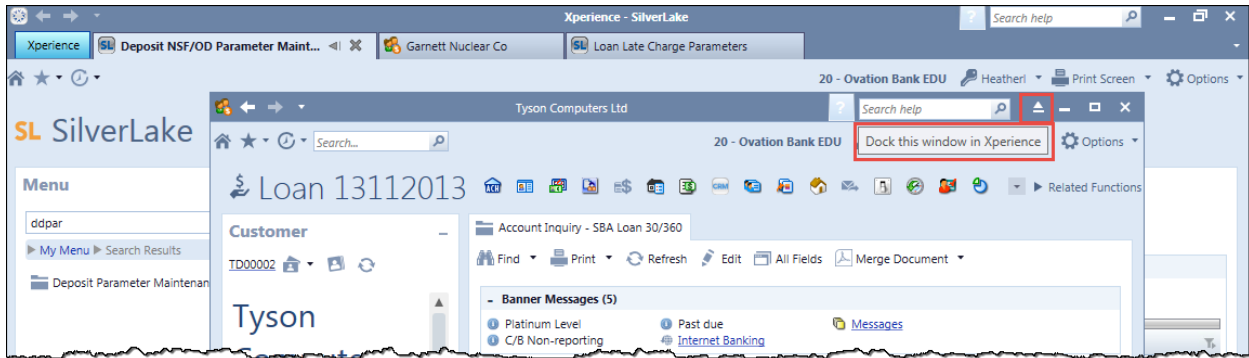 Xperience - SilverLake
? Search help
Xperience SL Deposit NSF/OD Parameter Maint... Garnett Nuclear Co SL Loan Late Charge Parameters
20 - Ovation Bank EDU Heatherl Print Screen Options
SL SilverLake
Menu
ddpar
My Menu Search Results
Deposit Parameter Maintenan
Tyson Computers Ltd
? Search help
Search...
20 - Ovation Bank EDU Dock this window in Xperience Options
Loan 13112013
Related Functions
Customer
TD00002
Tyson
Account Inquiry - SBA Loan 30/360
Find Print Refresh Edit All Fields Merge Document
- Banner Messages (5)
Platinum Level Past due Messages
C/B Non-reporting Internet Banking